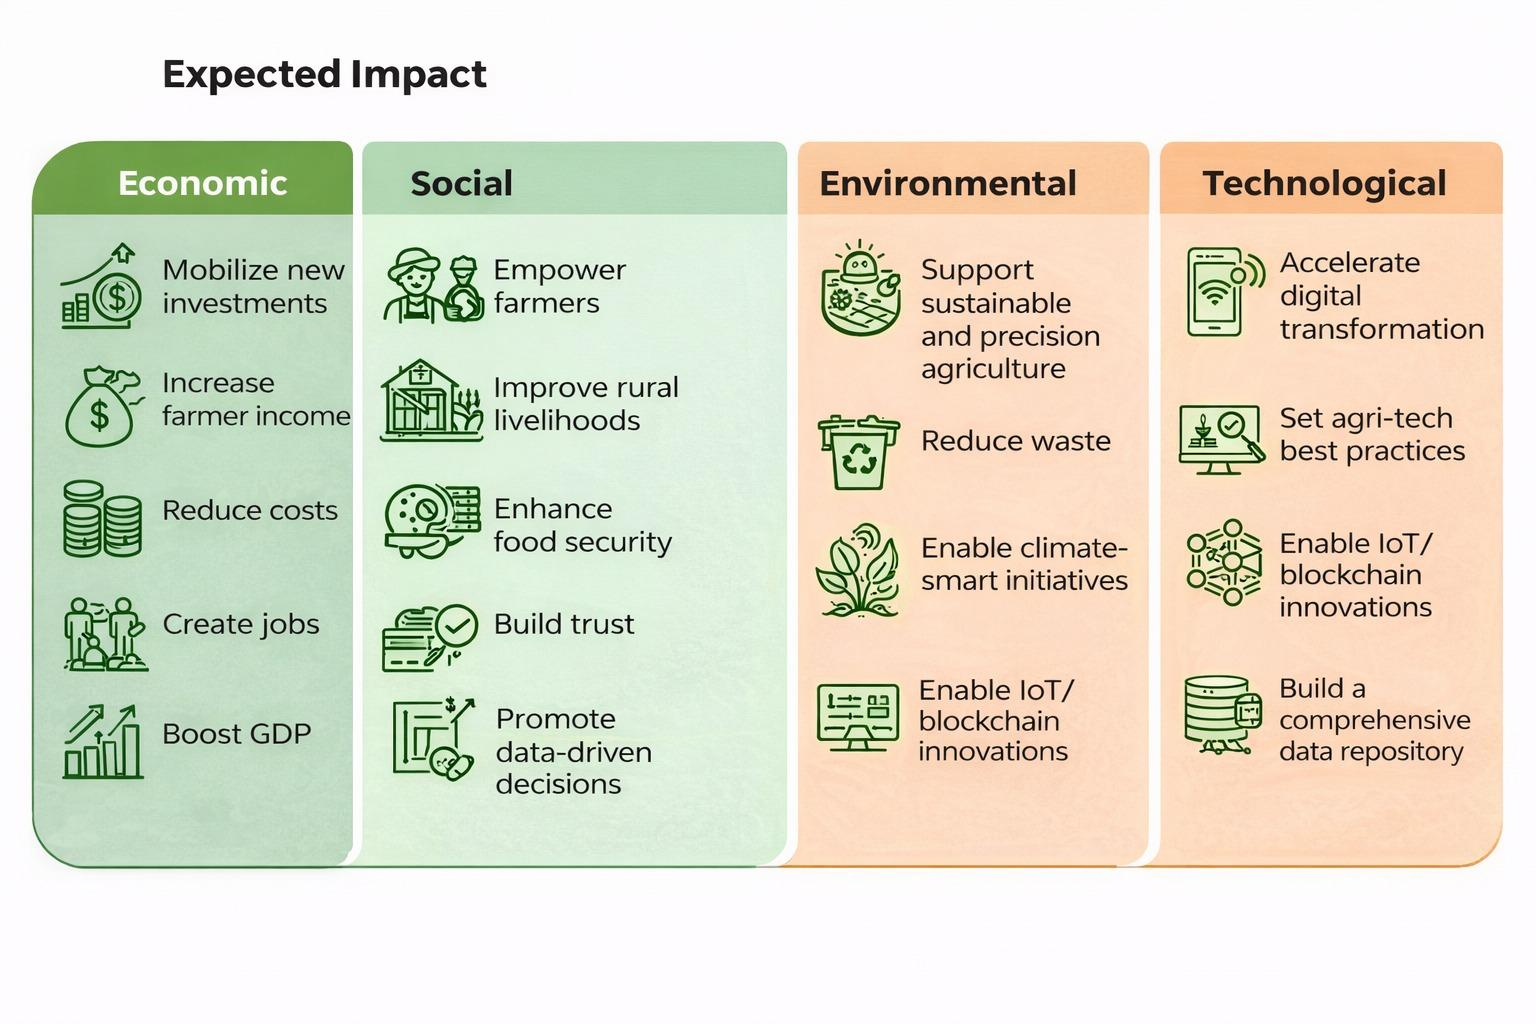 Expected Impact
Economic
Mobilize new
investments
Increase
farmer income
Reduce costs
Create jobs
Boost GDP
Social
Empower
farmers
Improve rural
livelihoods
Enhance
food security
Build trust
Promote
data-driven
decisions
Environmental
Support
sustainable
and precision
agriculture
Reduce waste
Enable climate-
smart initiatives
Enable IoT/
blockchain
innovations
Technological
Accelerate
digital
transformation
Set agri-tech
best practices
Enable IoT/
blockchain
innovations
Build a
comprehensive
data repository